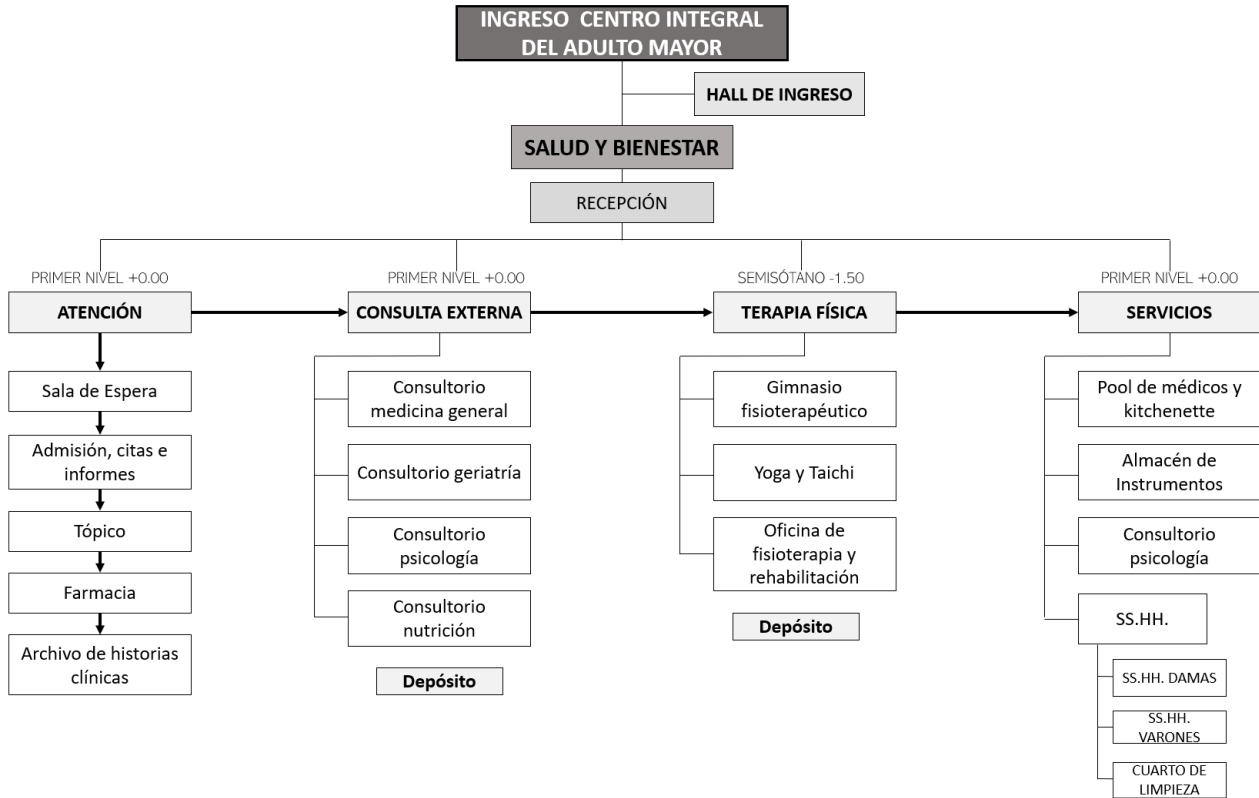 INGRESO CENTRO INTEGRAL
DEL ADULTO MAYOR
HALL DE INGRESO
SALUD Y BIENESTAR
RECEPCIÓN
PRIMER NIVEL +0.00
ATENCIÓN
Sala de Espera
Admisión, citas e
informes
Tópico
Farmacia
Archivo de historias
clínicas
PRIMER NIVEL +0.00
CONSULTA EXTERNA
Consultorio
medicina general
Consultorio geriatría
Consultorio
psicología
Consultorio
nutrición
Depósito
SEMISÓTANO -1.50
TERAPIA FÍSICA
Gimnasio
fisioterapéutico
Yoga y Taichi
Oficina de
fisioterapia y
rehabilitación
Depósito
PRIMER NIVEL +0.00
SERVICIOS
Pool de médicos y
kitchenette
Almacén de
Instrumentos
Consultorio
psicología
SS.HH.
SS.HH. DAMAS
SS.HH.
VARONES
CUARTO DE
LIMPIEZA